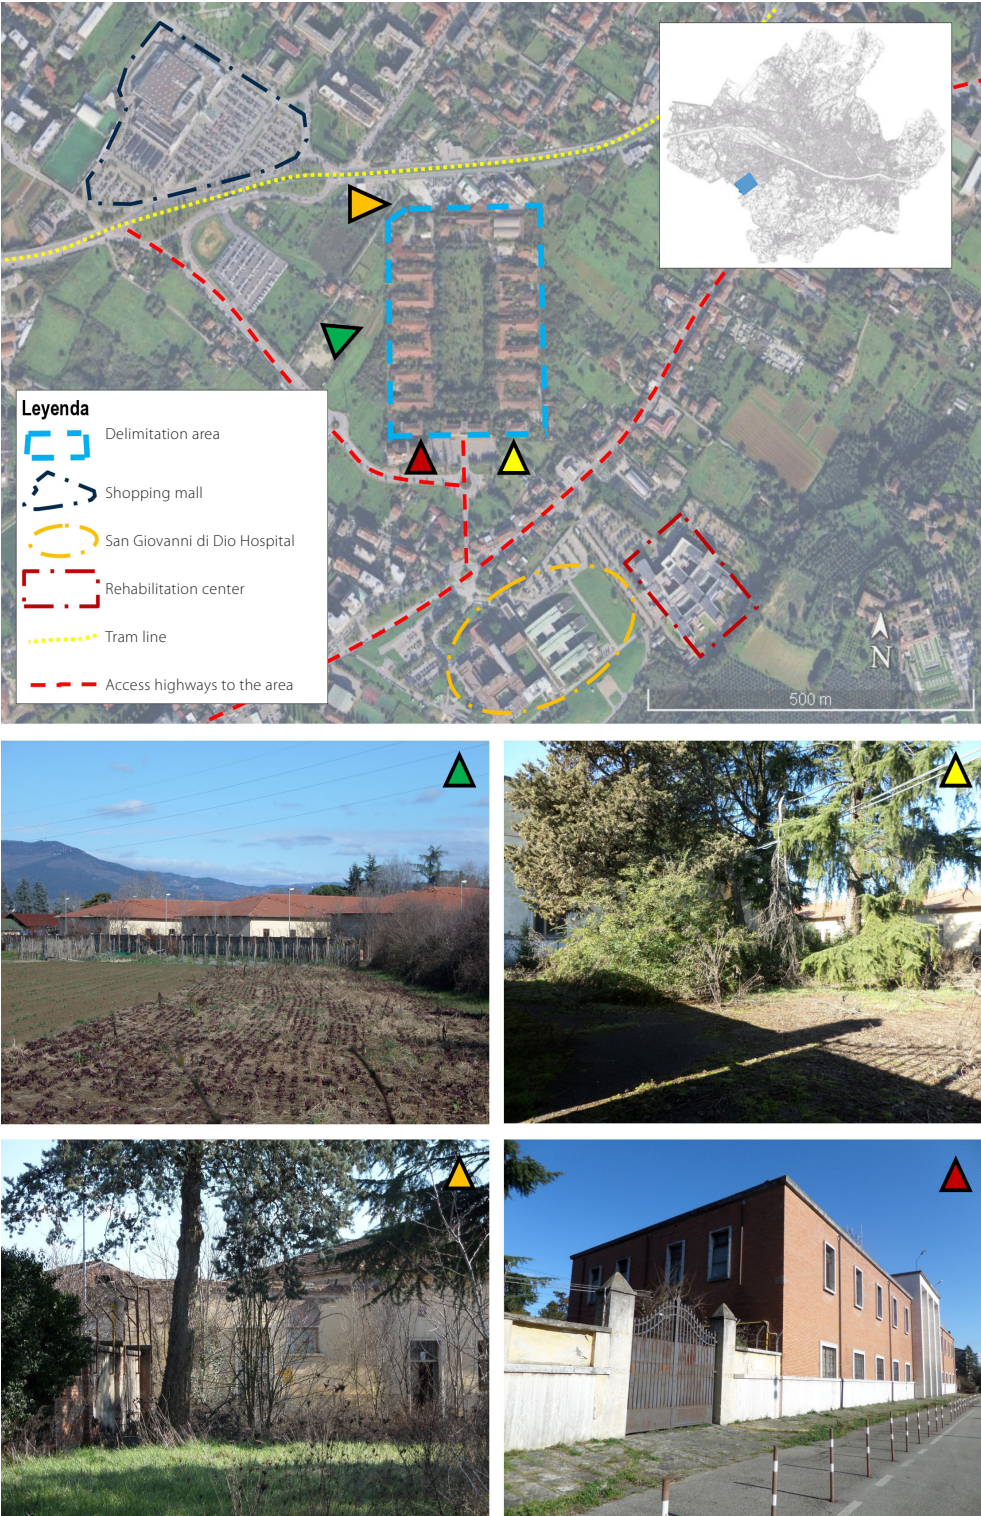 Leyenda
Delimitation area
Shopping mall
San Giovanni di Dio Hospital
Rehabilitation center
Tram line
Access highways to the area
N
500 m